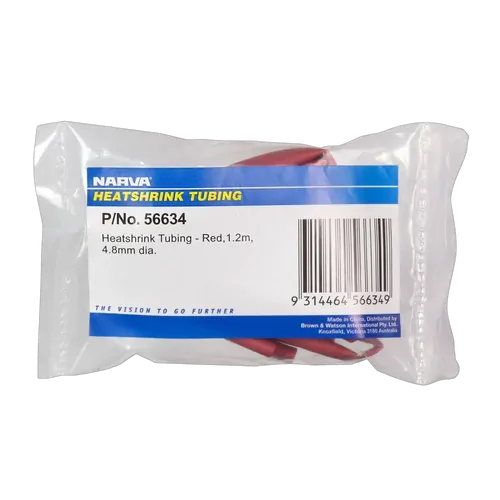 NARVA
HEATSHRINK TUBING
P/No. 56634
Heatshrink Tubing - Red,1.2m,
4.8mm dia.
9 314464 566349
THE VISION TO GO FURTHER
Made in China, Distributed by
Brown & Watson International Pty. Ltd.
Knoxfield, Victoria 3180 Australia